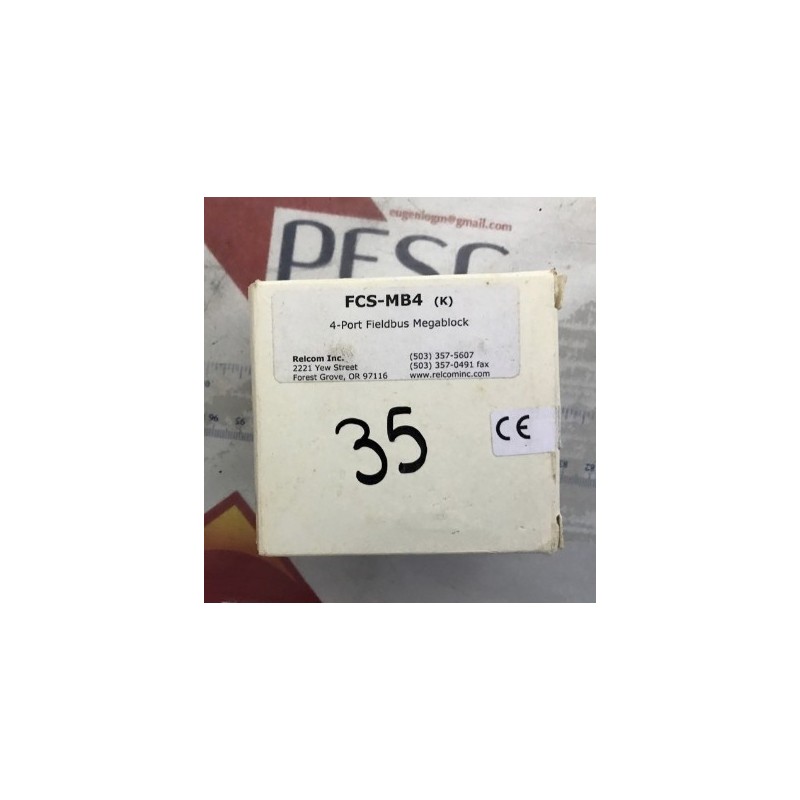 eugenlogm@gmail.com
PESC
FCS-MB4 (K)
4-Port Fieldbus Megablock
Relcom Inc. (503) 357-5607
2221 Yew Street (503) 357-0491 fax
Forest Grove, OR 97116 www.relcominc.com
35
CE